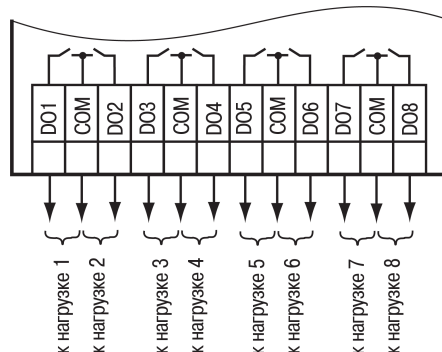 DO1
COM
DO2
DO3
COM
DO4
DO5
COM
DO6
DO7
COM
DO8
к нагрузке 1
к нагрузке 2
к нагрузке 3
к нагрузке 4
к нагрузке 5
к нагрузке 6
к нагрузке 7
к нагрузке 8